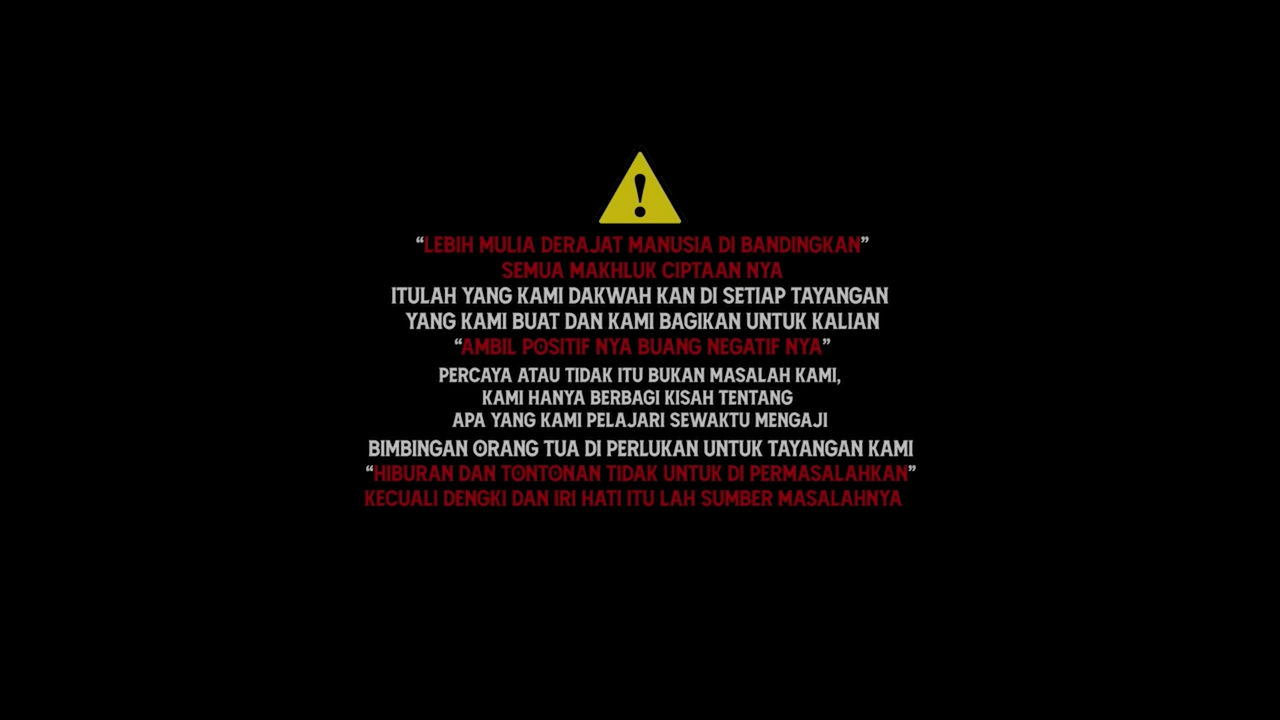 “LEBIH MULIA DERAJAT MANUSIA DI BANDINGKAN”
SEMUA MAKHLUK CIPTAAN NYA
ITULAH YANG KAMI DAKWAH KAN DI SETIAP TAYANGAN
YANG KAMI BUAT DAN KAMI BAGIKAN UNTUK KALIAN
“AMBIL POSITIF NYA BUANG NEGATIF NYA”
PERCAYA ATAU TIDAK ITU BUKAN MASALAH KAMI,
KAMI HANYA BERBAGI KISAH TENTANG
APA YANG KAMI PELAJARI SEWAKTU MENGAJI
BIMBINGAN ORANG TUA DI PERLUKAN UNTUK TAYANGAN KAMI
“HIBURAN DAN TONTONAN TIDAK UNTUK DI PERMASALAHKAN”
KECUALI DENGKI DAN IRI HATI ITU LAH SUMBER MASALAHNYA